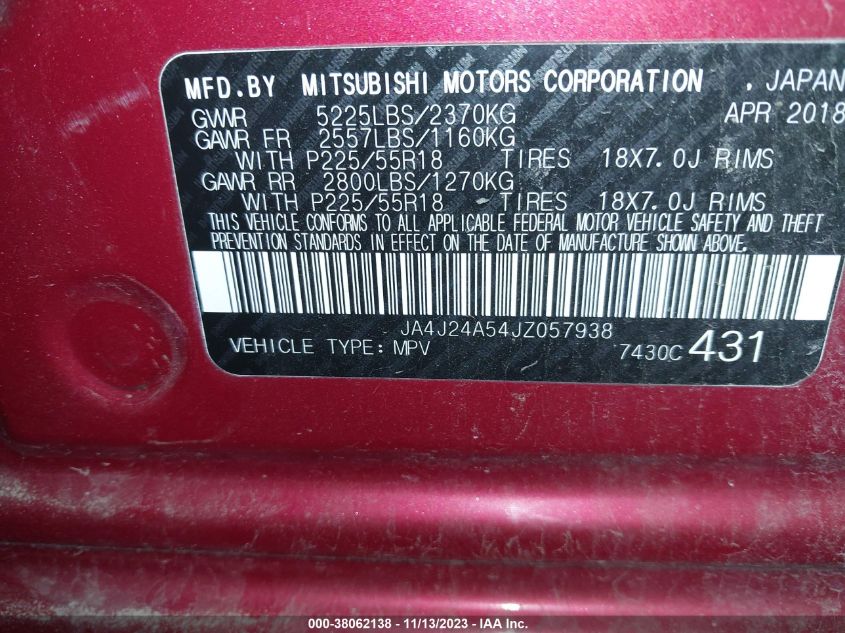 MFD.BY MITSUBISHI MOTORS CORPORATION , JAPAN
GVWR 5225LBS/2370KG APR 2018
GAWR FR 2557LBS/1160KG
WITH P225/55R18 TIRES 18X7.0J RIMS
GAWR RR 2800LBS/1270KG
WITH P225/55R18 TIRES 18X7.0J RIMS
THIS VEHICLE CONFORMS TO ALL APPLICABLE FEDERAL MOTOR VEHICLE SAFETY AND THEFT
PREVENTION STANDARDS IN EFFECT ON THE DATE OF MANUFACTURE SHOWN ABOVE.
JA4J24A54JZ057938
VEHICLE TYPE: MPV 7430C 431
000-38062138 - 11/13/2023 - IAA Inc.